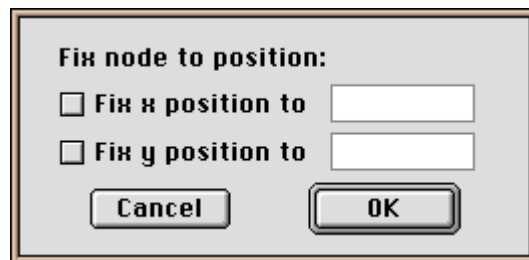 Fix node to position:
Fix x position to
Fix y position to
Cancel OK